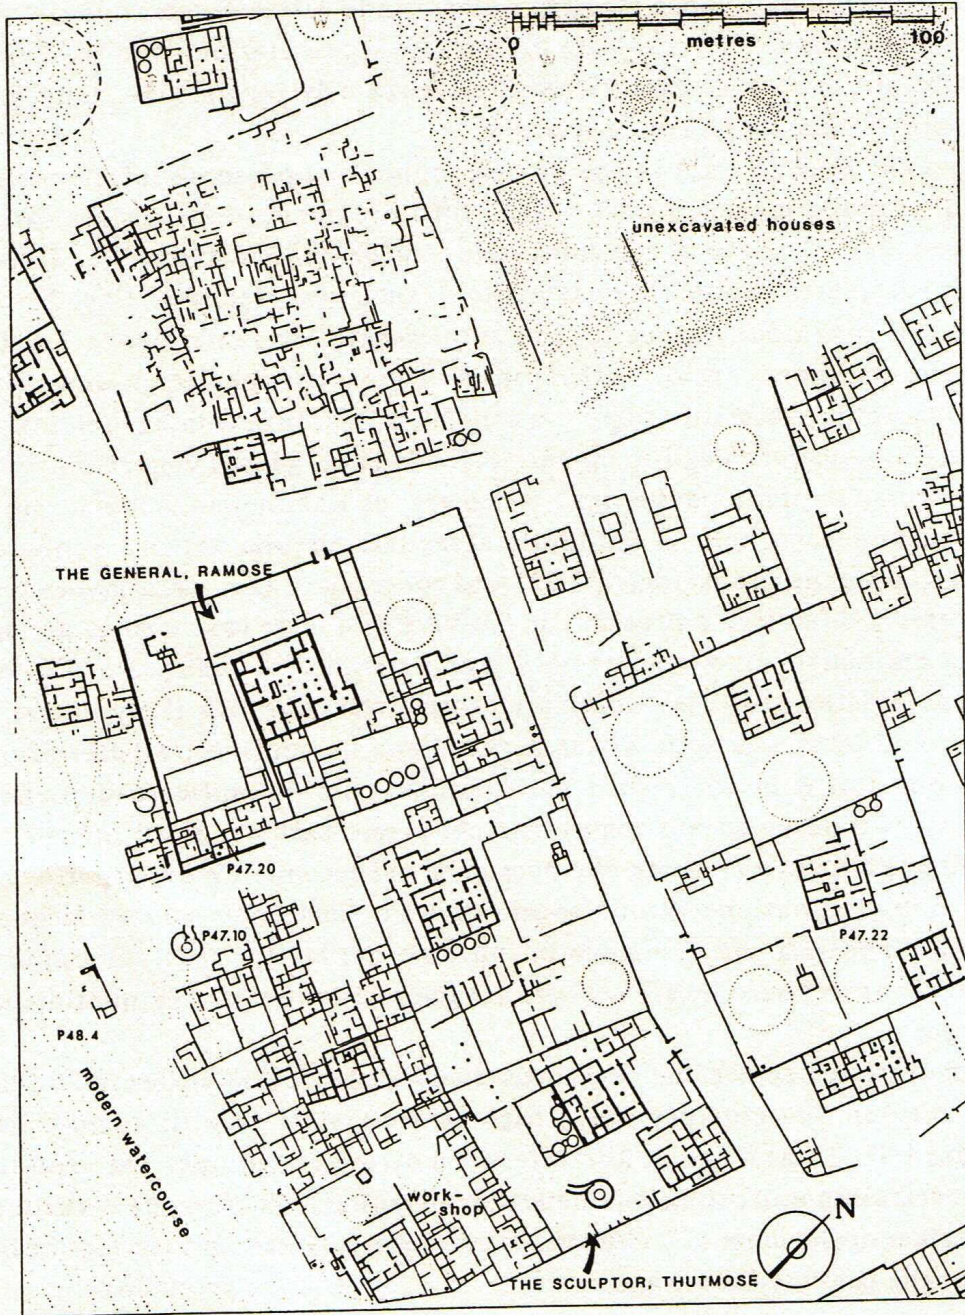 0
metres
100
unexcavated houses
THE GENERAL, RAMOSE
P47.20
P47.10
P47.22
P48.4
modern watercourse
work-
shop
N
THE SCULPTOR, THUTMOSE